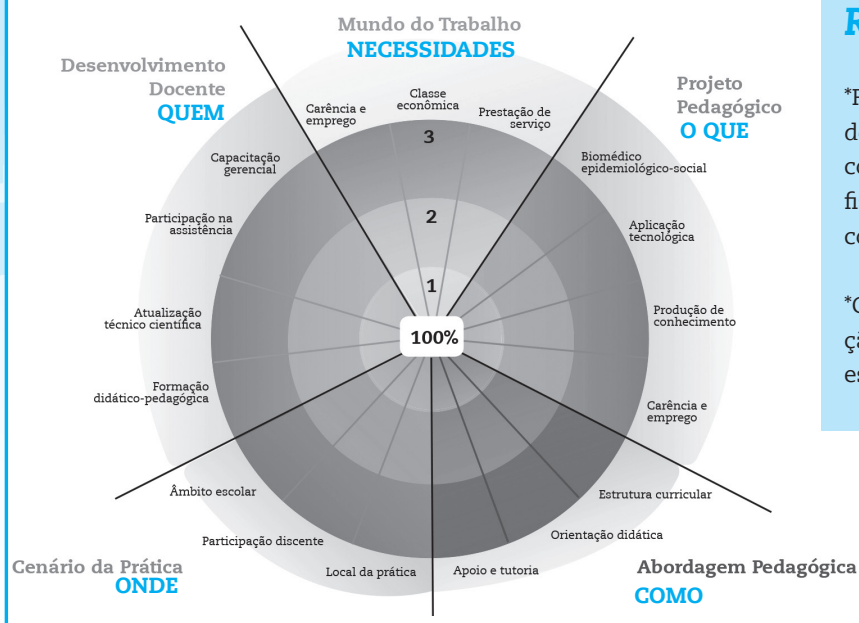 Mundo do Trabalho
NECESSIDADES
Desenvolvimento
Docente
QUEM
Projeto
Pedagógico
O QUE
Carência e
emprego
Classe
econômica
Prestação de
serviço
Capacitação
gerencial
Participação na
assistência
Atualização
técnico científica
Formação
didático-pedagógica
Biomédico
epidemiológico-social
Aplicação
tecnológica
Produção de
conhecimento
Carência e
emprego
3
2
1
100%
Âmbito escolar
Participação discente
Local da prática
Apoio e tutoria
Orientação didática
Estrutura curricular
Cenário da Prática
ONDE
Abordagem Pedagógica
COMO